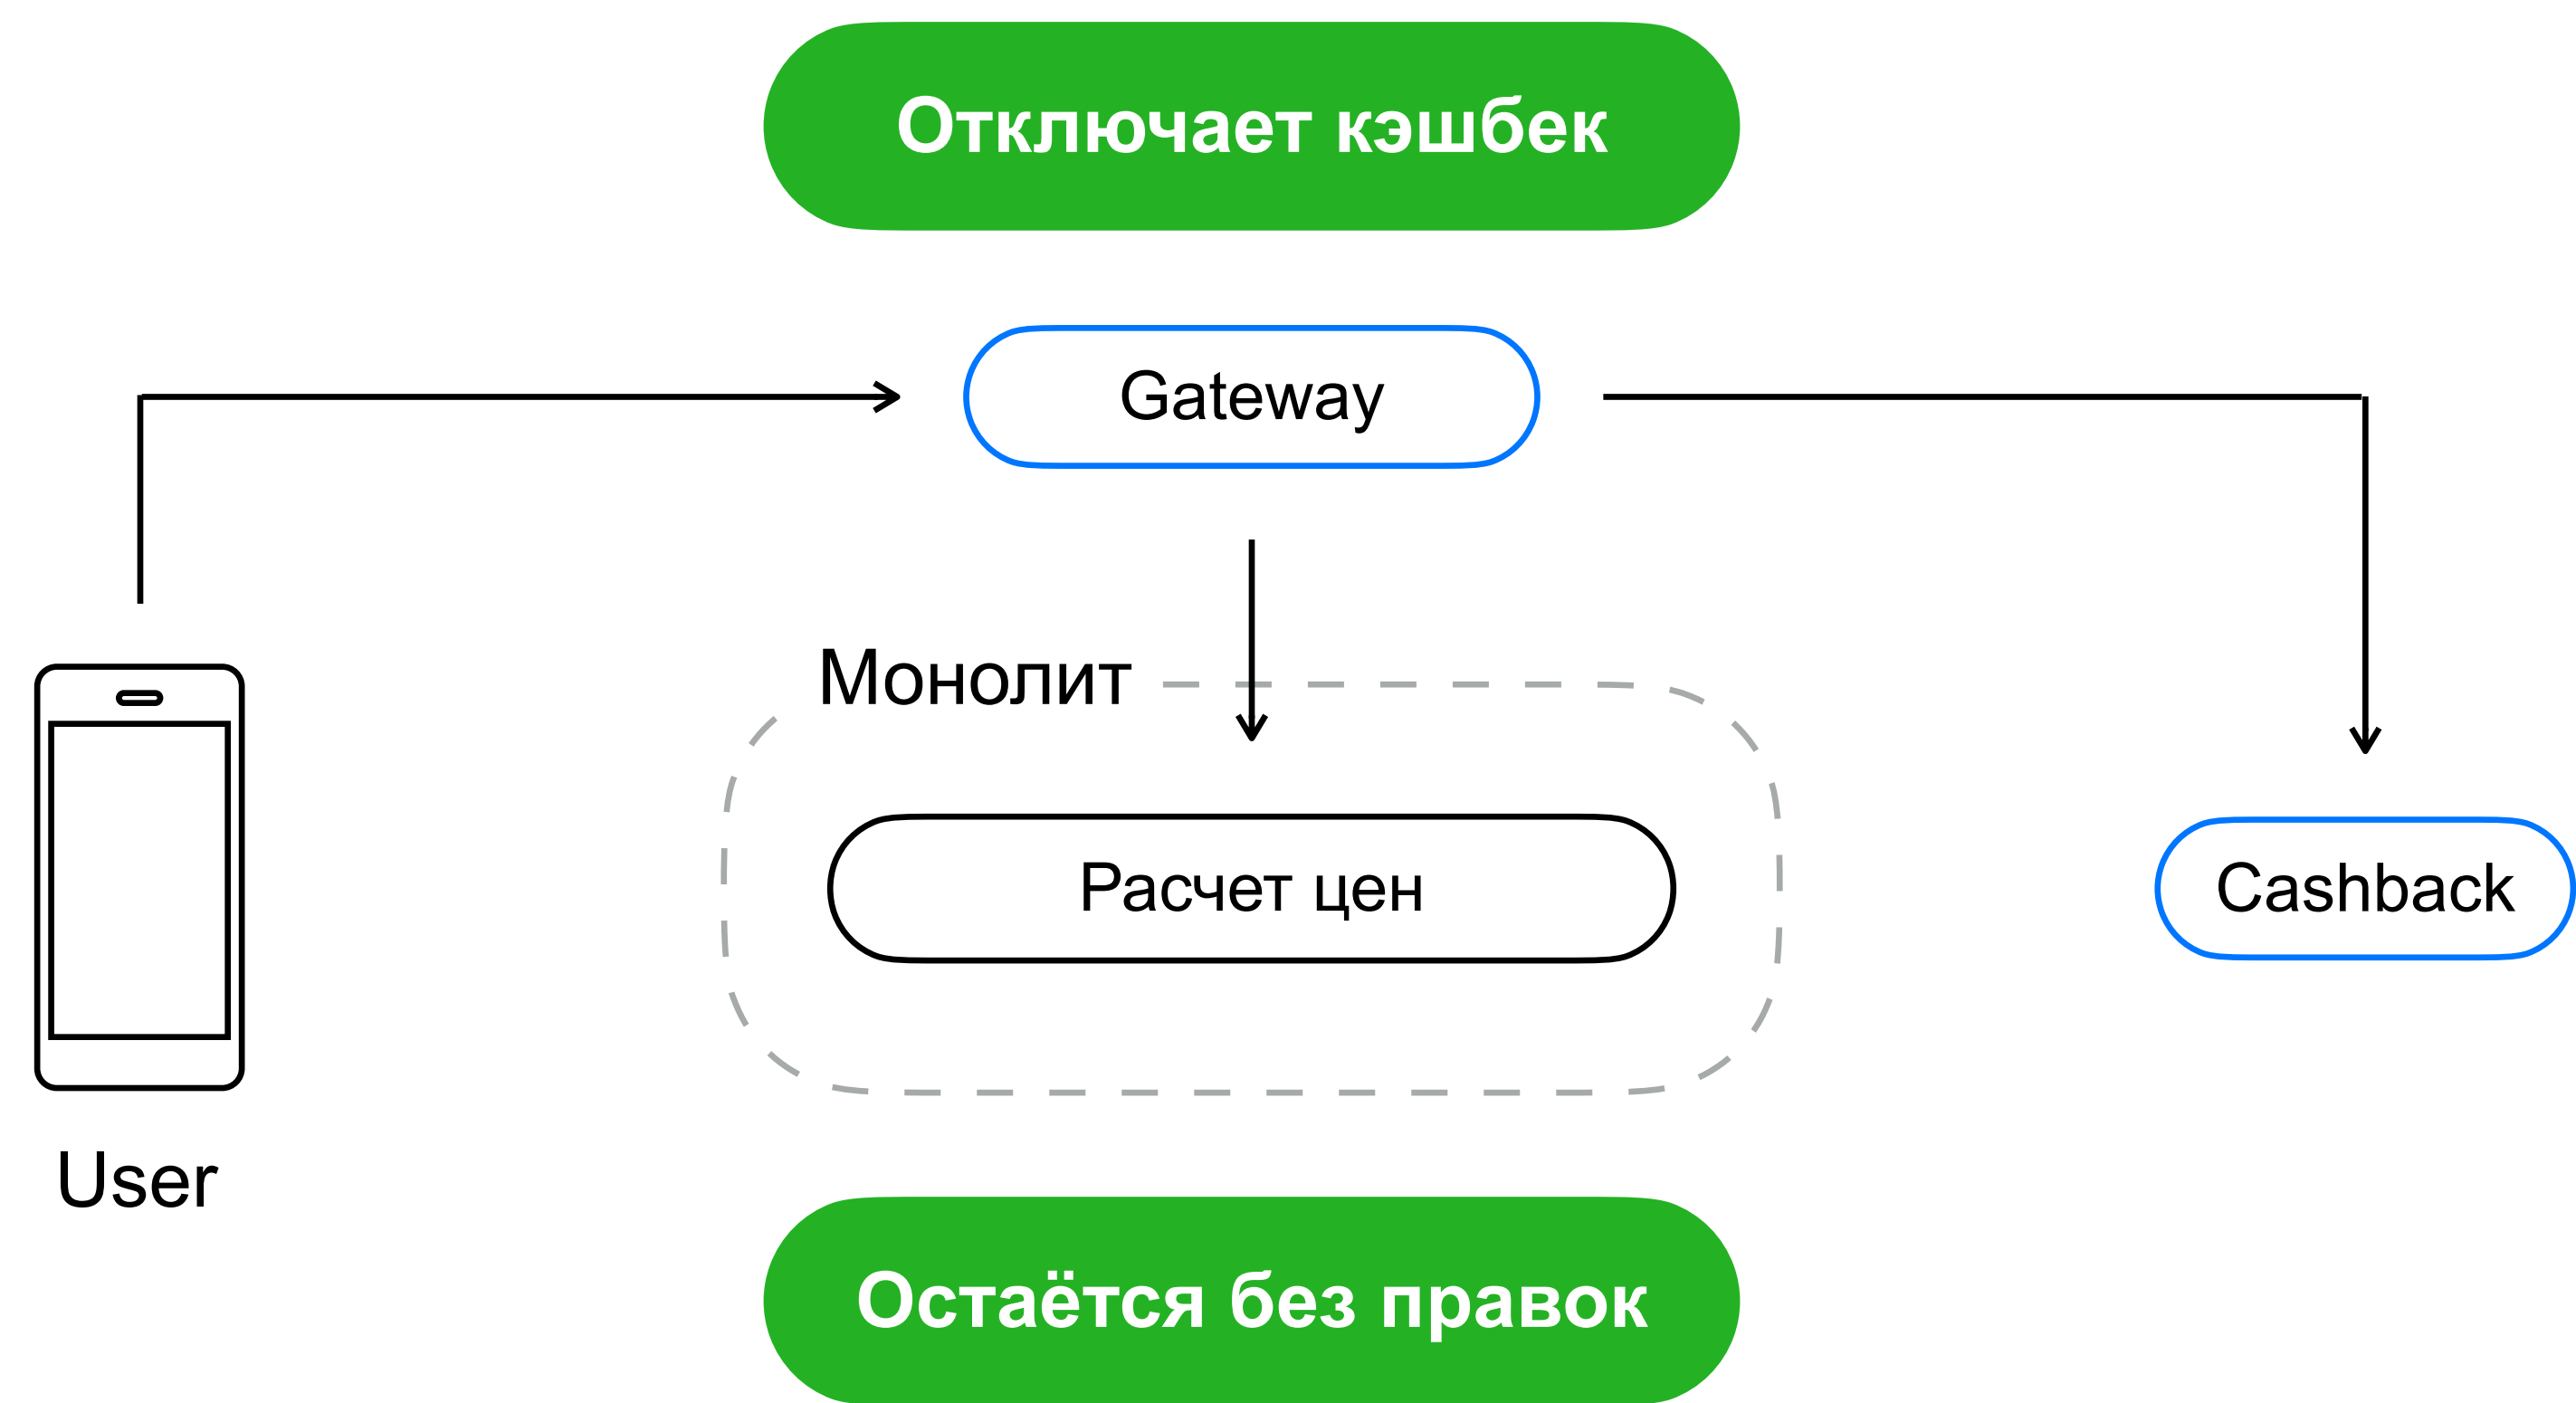 Отключает кэшбек
Gateway
Монолит
Расчет цен
Cashback
User
Остаётся без правок